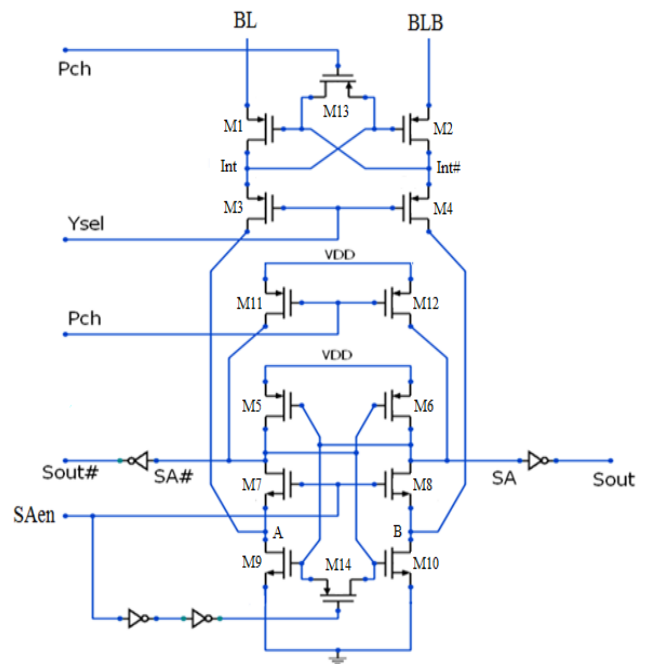 BL BLB
Pch
M13
M1 M2
Int Int#
M3 M4
Ysel
VDD
M11 M12
Pch
VDD
M5 M6
Sout# SA# SA Sout
M7 M8
SAen
A B
M9 M14 M10